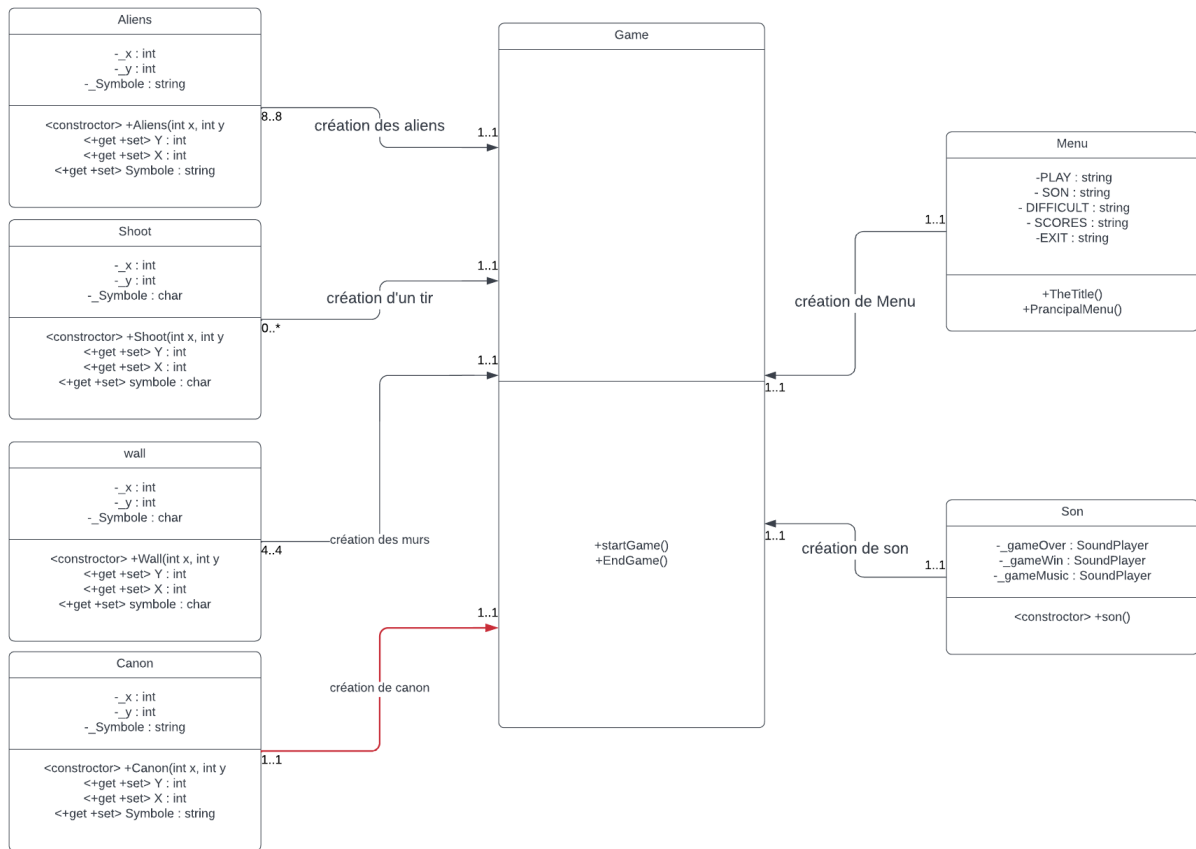 Aliens
-_x : int
-_y : int
-_Symbole : string
<constroctor> +Aliens(int x, int y
<+get +set> Y : int
<+get +set> X : int
<+get +set> Symbole : string
8..8
création des aliens
1..1
Shoot
-_x : int
-_y : int
-_Symbole : char
<constroctor> +Shoot(int x, int y
<+get +set> Y : int
<+get +set> X : int
<+get +set> symbole : char
0..*
création d'un tir
1..1
wall
-_x : int
-_y : int
-_Symbole : char
<constroctor> +Wall(int x, int y
<+get +set> Y : int
<+get +set> X : int
<+get +set> symbole : char
4..4
création des murs
1..1
Canon
-_x : int
-_y : int
-_Symbole : string
<constroctor> +Canon(int x, int y
<+get +set> Y : int
<+get +set> X : int
<+get +set> Symbole : string
1..1
création de canon
1..1
Game
+startGame()
+EndGame()
Menu
-PLAY : string
- SON : string
- DIFFICULT : string
- SCORES : string
-EXIT : string
+TheTitle()
+PrancipalMenu()
1..1
création de Menu
1..1
Son
-_gameOver : SoundPlayer
-_gameWin : SoundPlayer
-_gameMusic : SoundPlayer
<constroctor> +son()
1..1
création de son
1..1